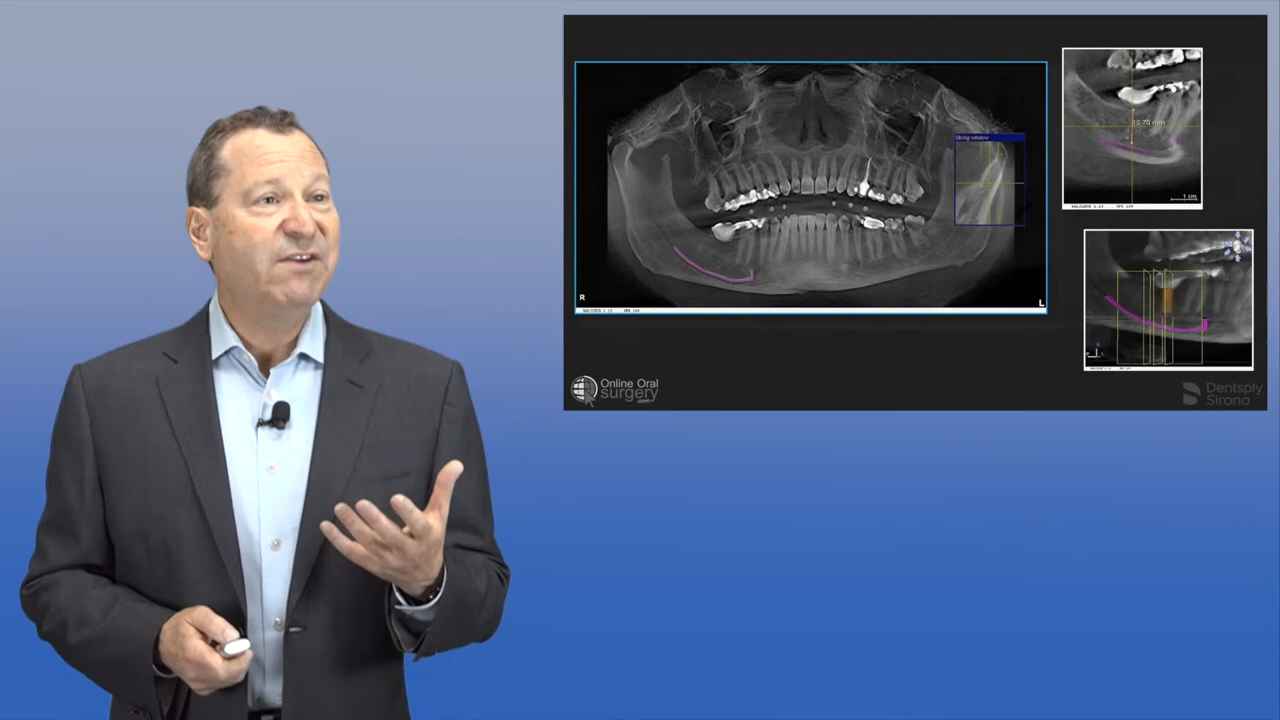 Slicing window
R
L
15.70 mm
1 cm
Online Oral
surgery
.com
Dentsply
Sirona